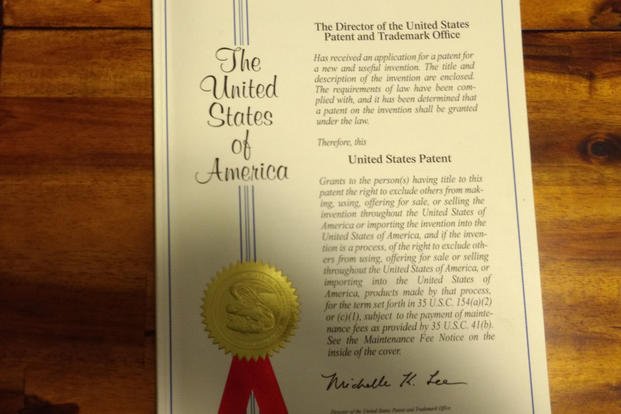 The
United
States
of
America
The Director of the United States
Patent and Trademark Office
Has received an application for a patent for
a new and useful invention. The title and
description of the invention are enclosed.
The requirements of law have been com-
plied with, and it has been determined that
a patent on the invention shall be granted
under the law.
Therefore, this
United States Patent
Grants to the person(s) having title to this
patent the right to exclude others from mak-
ing, using, offering for sale, or selling the
invention throughout the United States of
America or importing the invention into the
United States of America, and if the inven-
tion is a process, of the right to exclude oth-
ers from using, offering for sale or selling
throughout the United States of America, or
importing into the United States of
America, products made by that process,
for the term set forth in 35 U.S.C. 154(a)(2)
or (c)(1), subject to the payment of mainte-
nance fees as provided by 35 U.S.C. 41(b).
See the Maintenance Fee Notice on the
inside of the cover.
Michelle K. Lee
Director of the United States Patent and Trademark Office